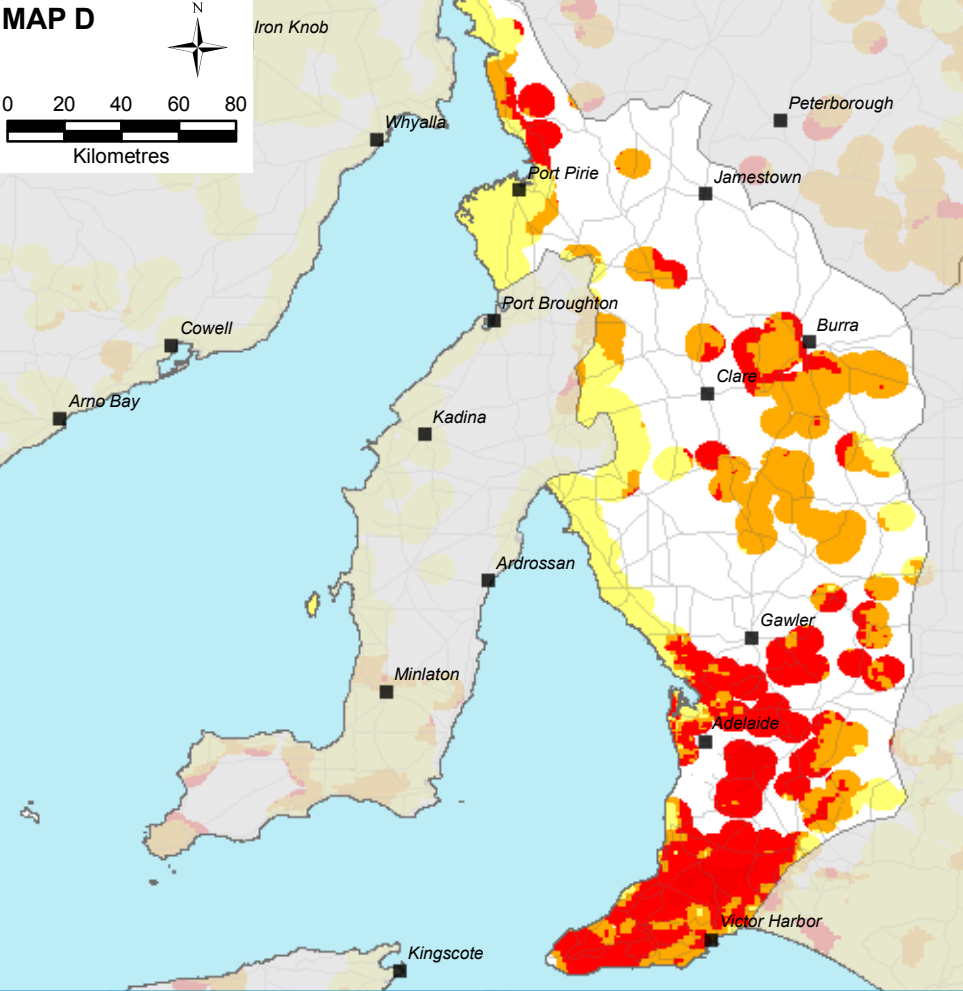 MAP D
N
Iron Knob
0 20 40 60 80
Kilometres
Whyalla
Peterborough
Port Pirie
Jamestown
Port Broughton
Cowell
Burra
Clare
Arno Bay
Kadina
Ardrossan
Gawler
Minlaton
Adelaide
Victor Harbor
Kingscote